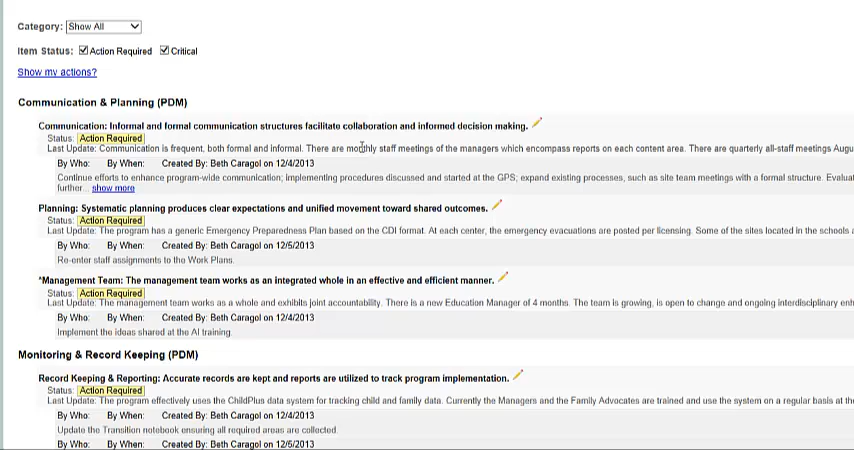 Category: Show All
Item Status: Action Required Critical
Show my actions?
Communication & Planning (PDM)
Communication: Informal and formal communication structures facilitate collaboration and informed decision making.
Status: Action Required
Last Update: Communication is frequent, both formal and informal. There are monthly staff meetings of the managers which encompass reports on each content area. There are quarterly all-staff meetings Augu
By Who: By When: Created By: Beth Caragol on 12/4/2013
Continue efforts to enhance program-wide communication; implementing procedures discussed and started at the GPS; expand existing processes, such as site team meetings with a formal structure. Evaluat
further... show more
Planning: Systematic planning produces clear expectations and unified movement toward shared outcomes.
Status: Action Required
Last Update: The program has a generic Emergency Preparedness Plan based on the CDI format. At each center, the emergency evacuations are posted per licensing. Some of the sites located in the schools a
By Who: By When: Created By: Beth Caragol on 12/5/2013
Re-enter staff assignments to the Work Plans.
*Management Team: The management team works as an integrated whole in an effective and efficient manner.
Status: Action Required
Last Update: The management team works as a whole and exhibits joint accountability. There is a new Education Manager of 4 months. The team is growing, is open to change and ongoing interdisciplinary enh
By Who: By When: Created By: Beth Caragol on 12/4/2013
Implement the ideas shared at the AI training.
Monitoring & Record Keeping (PDM)
Record Keeping & Reporting: Accurate records are kept and reports are utilized to track program implementation.
Status: Action Required
Last Update: The program effectively uses the ChildPlus data system for tracking child and family data. Currently the Managers and the Family Advocates are trained and use the system on a regular basis at the
By Who: By When: Created By: Beth Caragol on 12/4/2013
Update the Transition notebook ensuring all required areas are collected.
By Who: By When: Created By: Beth Caragol on 12/5/2013